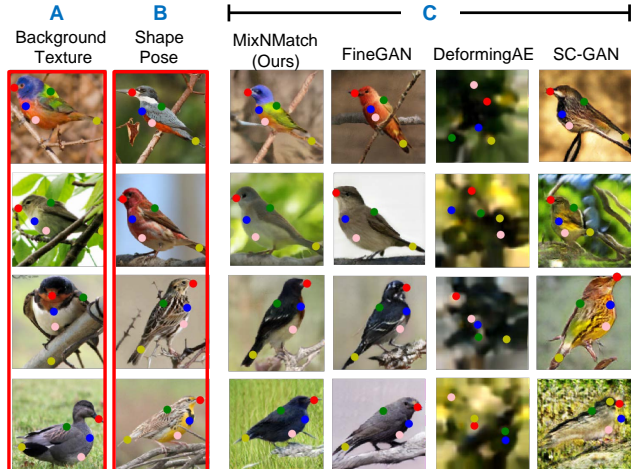 A B C
Background Texture
Shape Pose
MixNMatch (Ours)
FineGAN
DeformingAE
SC-GAN